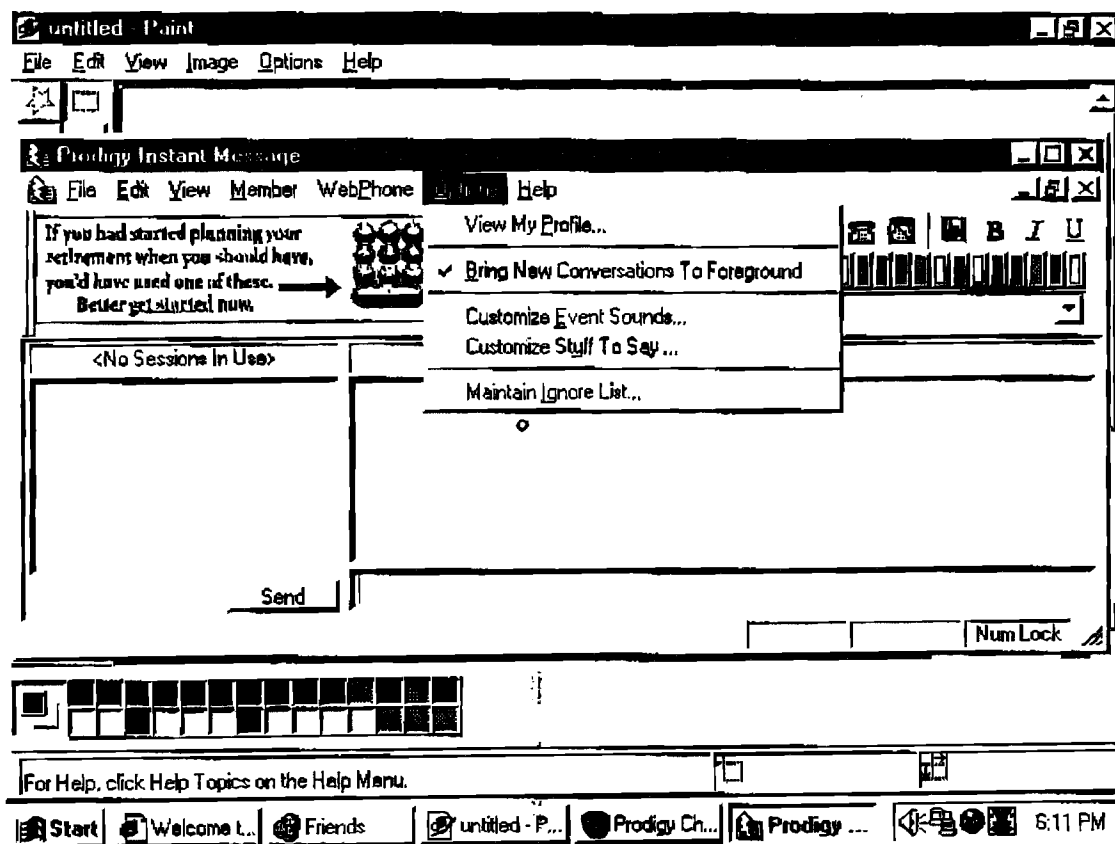 untitled - Paint
File Edit View Image Options Help
Prodigy Instant Message
File Edit View Member WebPhone Options Help
If you had started planning your
retirement when you should have,
you'd have used one of these.
Better get started now.
View My Profile...
Bring New Conversations To Foreground
Customize Event Sounds...
Customize Stuff To Say ...
Maintain Ignore List...
B I U
<No Sessions In Use>
Send
Num Lock
For Help, click Help Topics on the Help Menu.
Start Welcome t... Friends untitled - P... Prodigy Ch... Prodigy ... 6:11 PM